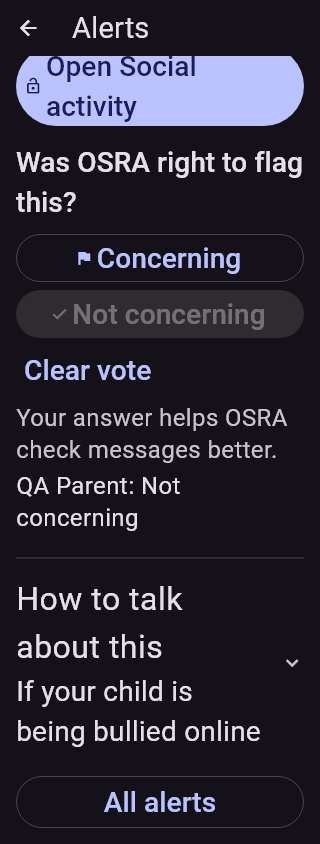 Alerts
Open Social
activity
Was OSRA right to flag
this?
Concerning
Not concerning
Clear vote
Your answer helps OSRA
check messages better.
QA Parent: Not
concerning
How to talk
about this
If your child is
being bullied online
All alerts